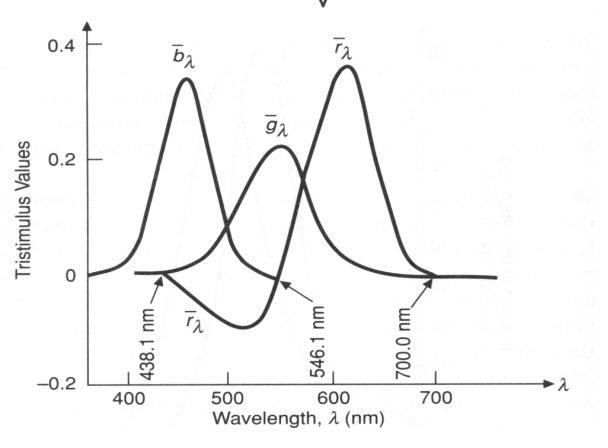 0.4
b̅λ
r̅λ
g̅λ
0.2
Tristimulus Values
0
r̅λ
438.1 nm
546.1 nm
700.0 nm
–0.2
400 500 600 700
λ
Wavelength, λ (nm)